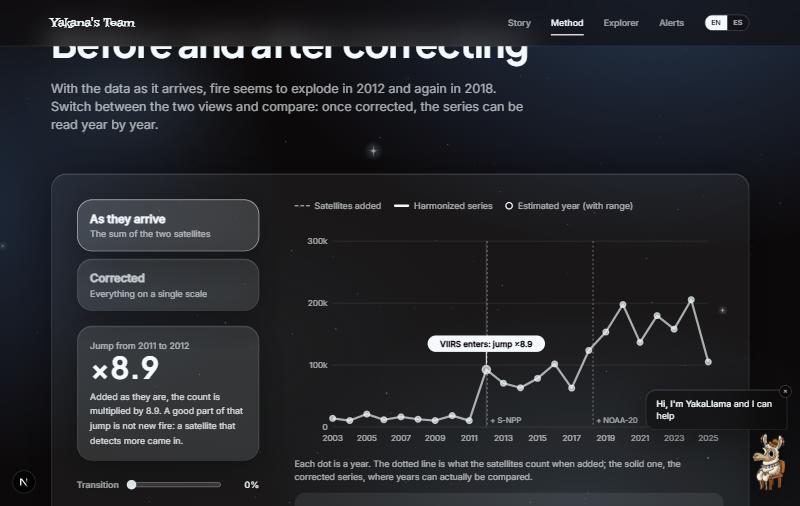 Yakana's Team
Story
Method
Explorer
Alerts
EN
ES
Before and after correcting
With the data as it arrives, fire seems to explode in 2012 and again in 2018.
Switch between the two views and compare: once corrected, the series can be
read year by year.
As they arrive
The sum of the two satellites
Corrected
Everything on a single scale
Jump from 2011 to 2012
×8.9
Added as they are, the count is
multiplied by 8.9. A good part of that
jump is not new fire: a satellite that
detects more came in.
Transition
0%
Satellites added
Harmonized series
Estimated year (with range)
300k
200k
100k
0
VIIRS enters: jump ×8.9
+ S-NPP
+ NOAA-20
2003 2005 2007 2009 2011 2013 2015 2017 2019 2021 2023 2025
Each dot is a year. The dotted line is what the satellites count when added; the solid one, the
corrected series, where years can actually be compared.
Hi, I'm YakaLlama and I can
help
×
N